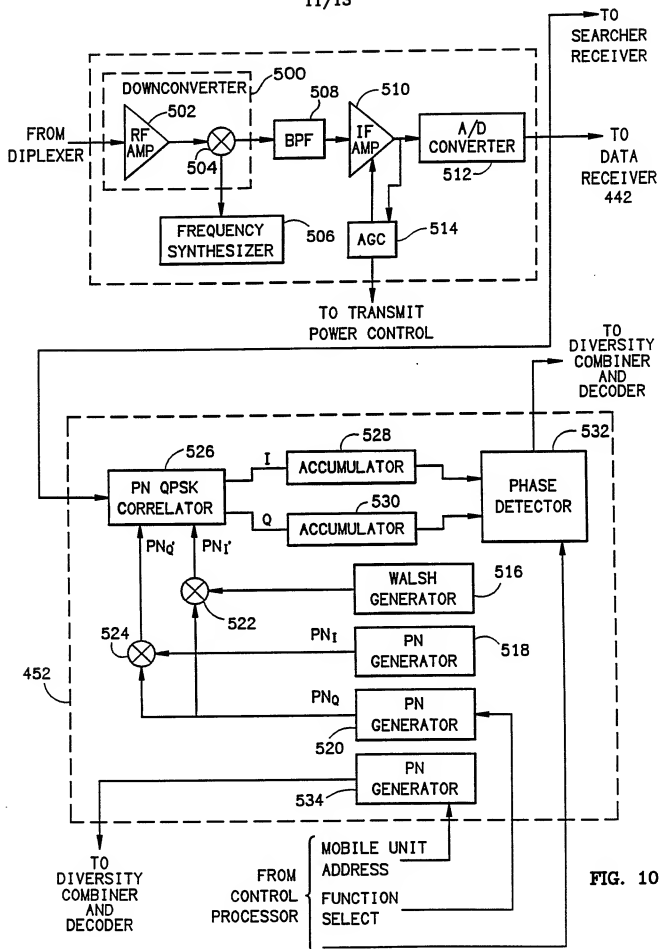 11/13
TO
SEARCHER
RECEIVER
500
DOWNCONVERTER
502
508
510
FROM
DIPLEXER
RF
AMP
504
BPF
IF
AMP
A/D
CONVERTER
512
TO
DATA
RECEIVER
442
FREQUENCY
SYNTHESIZER
506
AGC
514
TO TRANSMIT
POWER CONTROL
TO
DIVERSITY
COMBINER
AND
DECODER
526
528
532
PN QPSK
CORRELATOR
I
ACCUMULATOR
PHASE
DETECTOR
530
Q
ACCUMULATOR
PNQ'
PNI'
522
WALSH
GENERATOR
516
524
PNI
PN
GENERATOR
518
452
PNQ
PN
GENERATOR
520
PN
GENERATOR
534
TO
DIVERSITY
COMBINER
AND
DECODER
FROM
CONTROL
PROCESSOR
MOBILE UNIT
ADDRESS
FUNCTION
SELECT
FIG. 10